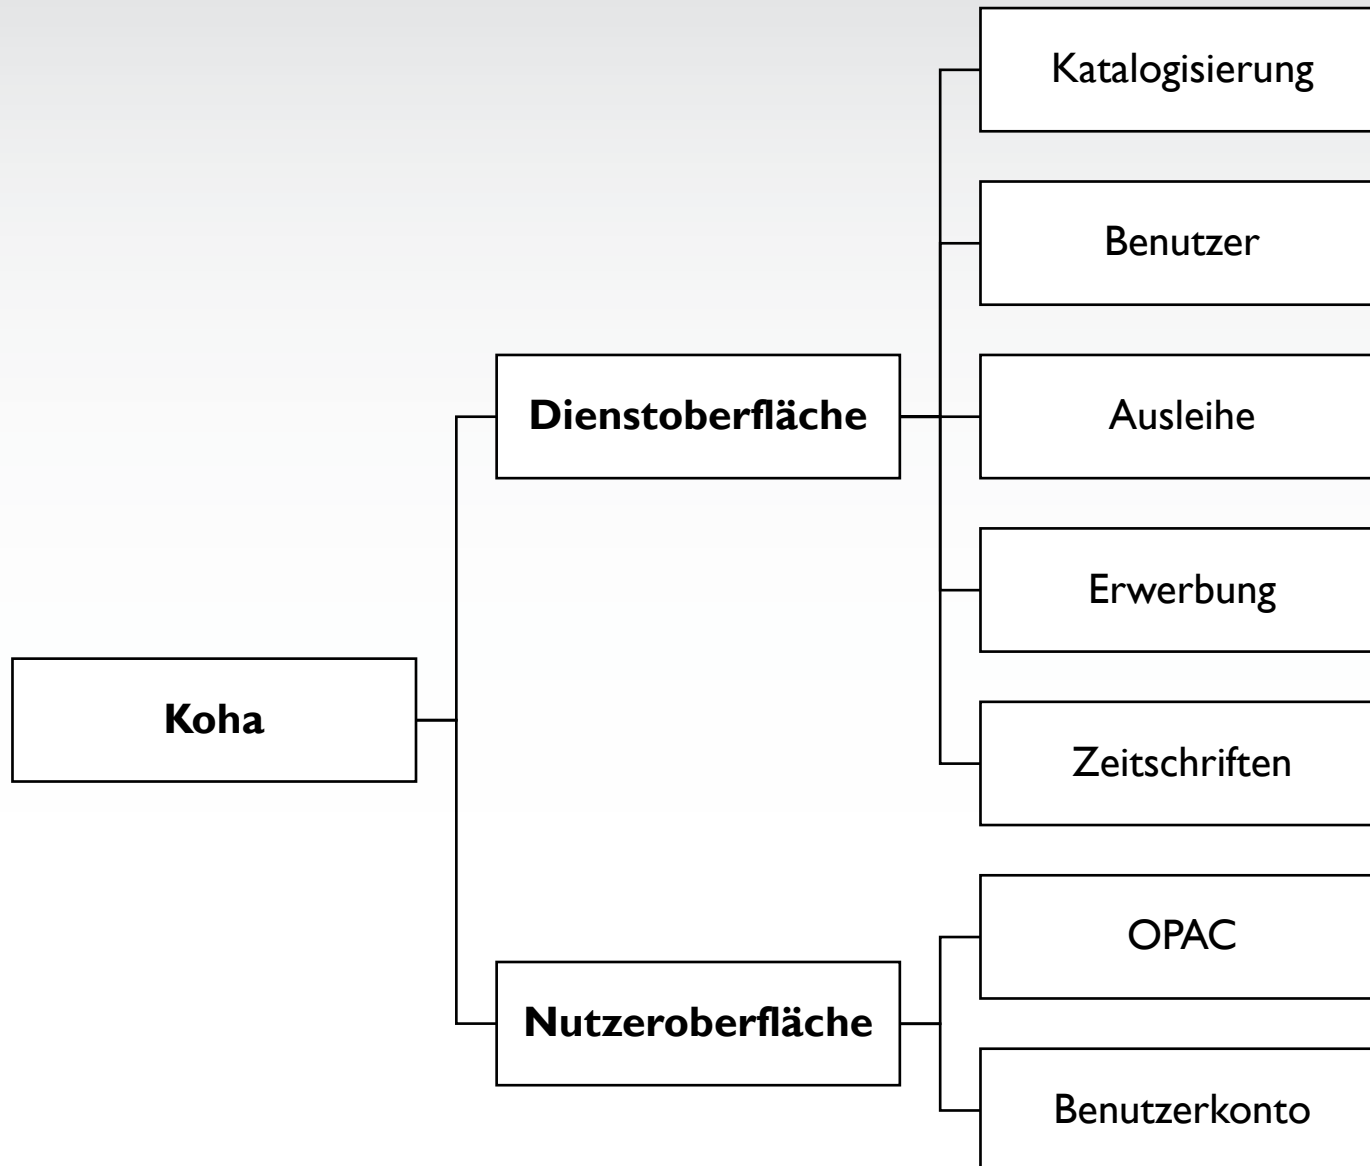 Katalogisierung
Benutzer
Dienstoberfläche
Ausleihe
Erwerbung
Koha
Zeitschriften
OPAC
Nutzeroberfläche
Benutzerkonto